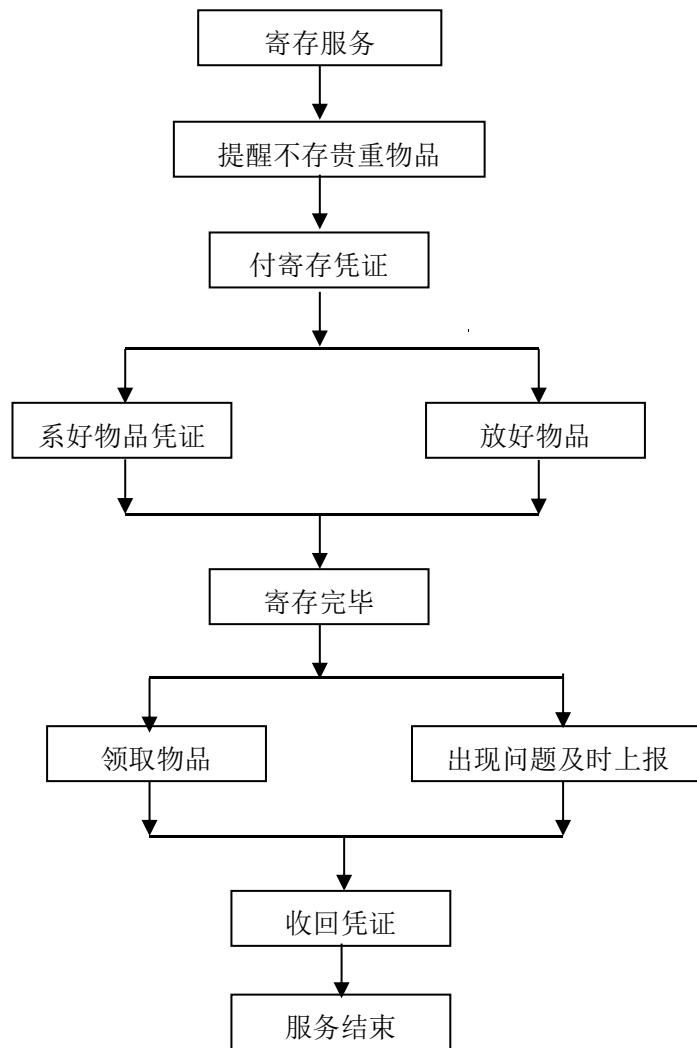 寄存服务
提醒不存贵重物品
付寄存凭证
系好物品凭证
放好物品
寄存完毕
领取物品
出现问题及时上报
收回凭证
服务结束